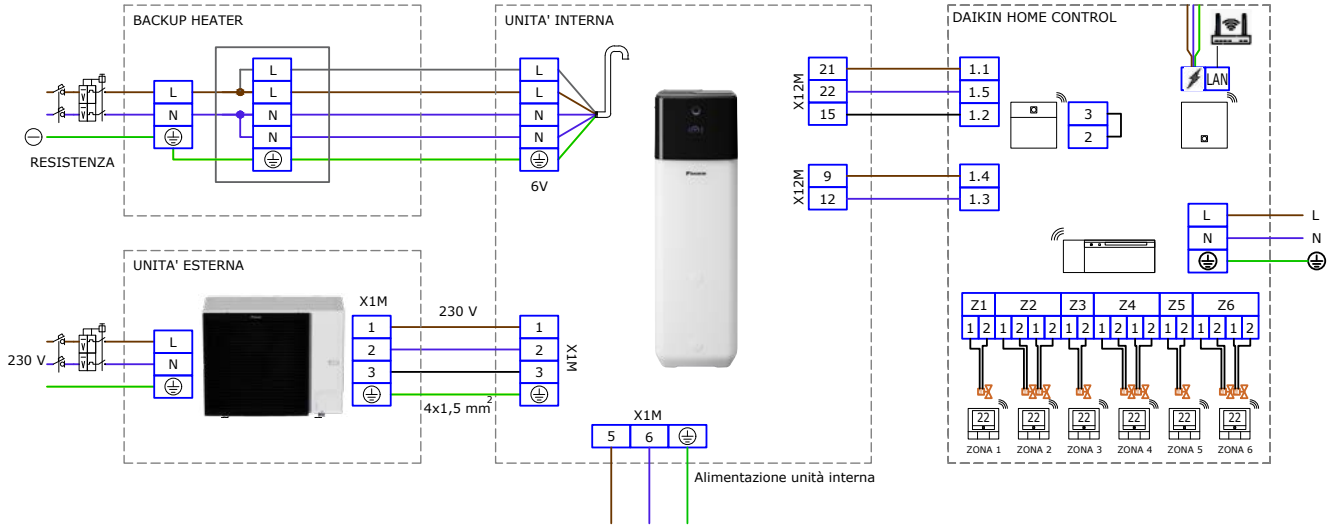 BACKUP HEATER
L
N
L
L
N
N
RESISTENZA
UNITA' INTERNA
L
L
N
N
6V
X12M
21
22
15
1.1
1.5
1.2
X12M
9
12
1.4
1.3
DAIKIN HOME CONTROL
LAN
3
2
L
N
L
N
UNITA' ESTERNA
230 V
L
N
X1M
1
2
3
230 V
4x1,5 mm²
1
2
3
X1M
DAIKIN
X1M
5
6
Alimentazione unità interna
Z1 Z2 Z3 Z4 Z5 Z6
1 2 1 2 1 2 1 2 1 2 1 2 1 2 1 2 1 2
22 22 22 22 22 22
ZONA 1 ZONA 2 ZONA 3 ZONA 4 ZONA 5 ZONA 6